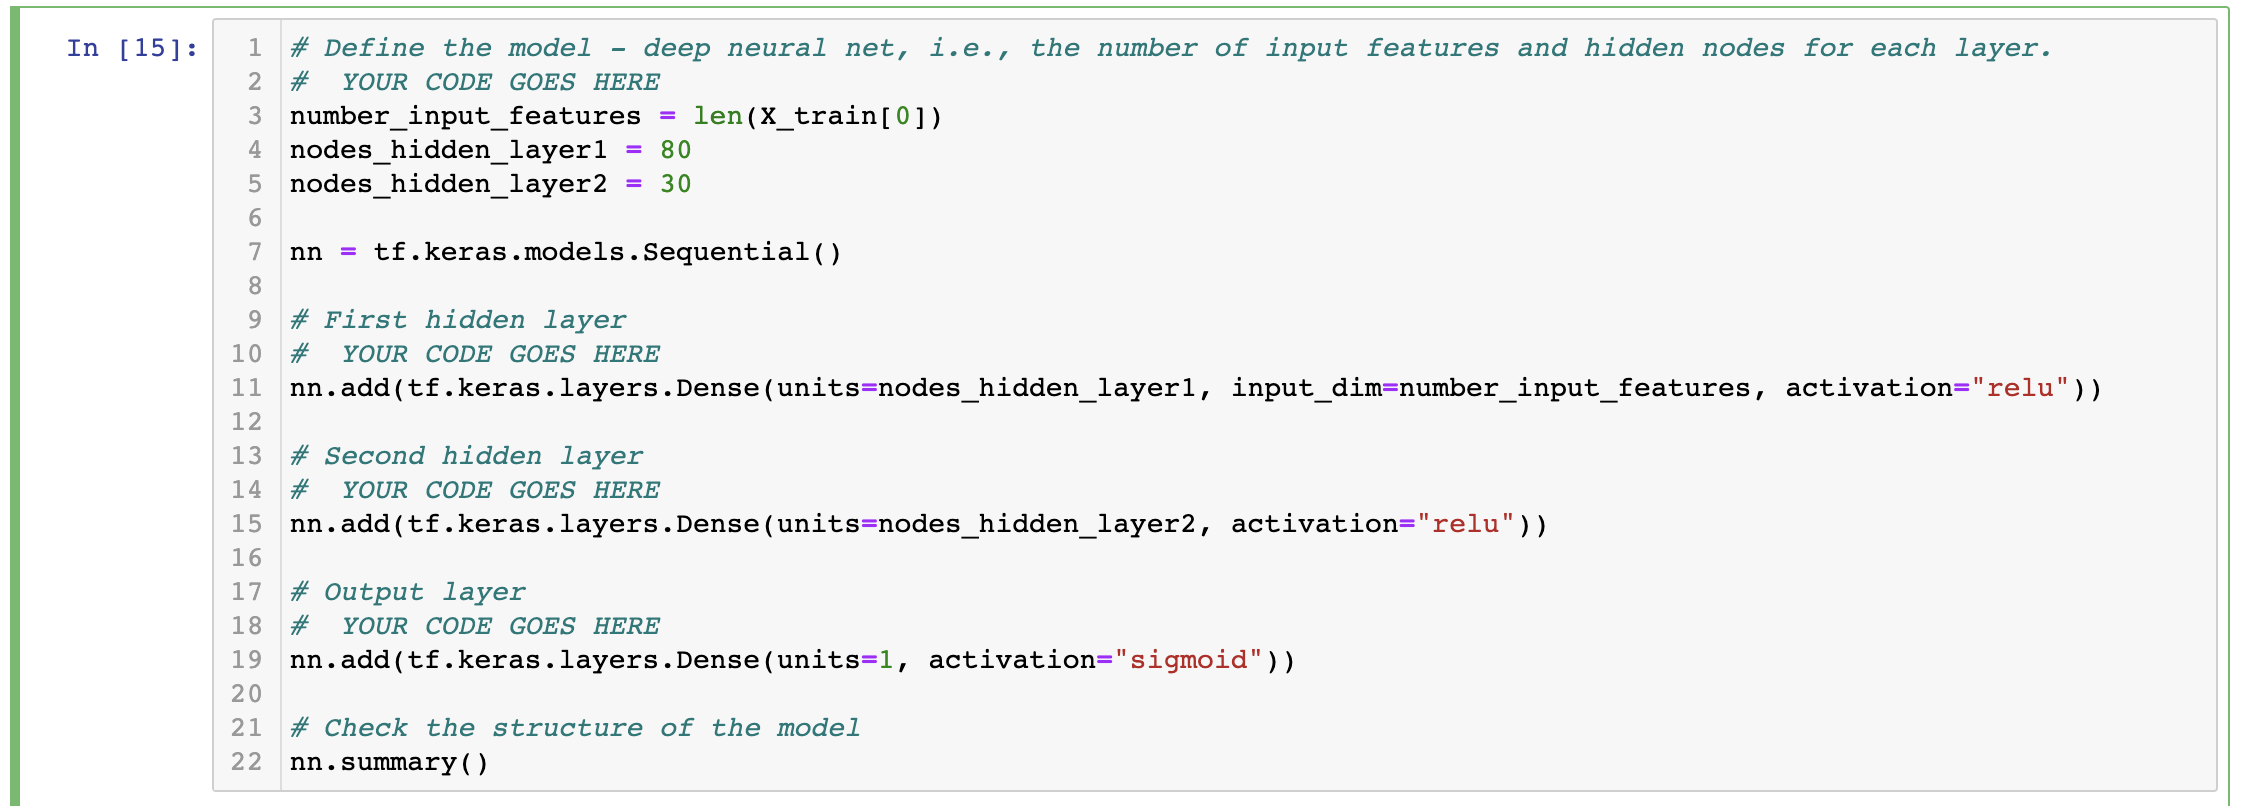 In [15]:
1 # Define the model - deep neural net, i.e., the number of input features and hidden nodes for each layer.
2 #  YOUR CODE GOES HERE
3 number_input_features = len(X_train[0])
4 nodes_hidden_layer1 = 80
5 nodes_hidden_layer2 = 30
6
7 nn = tf.keras.models.Sequential()
8
9 # First hidden layer
10 #  YOUR CODE GOES HERE
11 nn.add(tf.keras.layers.Dense(units=nodes_hidden_layer1, input_dim=number_input_features, activation="relu"))
12
13 # Second hidden layer
14 #  YOUR CODE GOES HERE
15 nn.add(tf.keras.layers.Dense(units=nodes_hidden_layer2, activation="relu"))
16
17 # Output layer
18 #  YOUR CODE GOES HERE
19 nn.add(tf.keras.layers.Dense(units=1, activation="sigmoid"))
20
21 # Check the structure of the model
22 nn.summary()